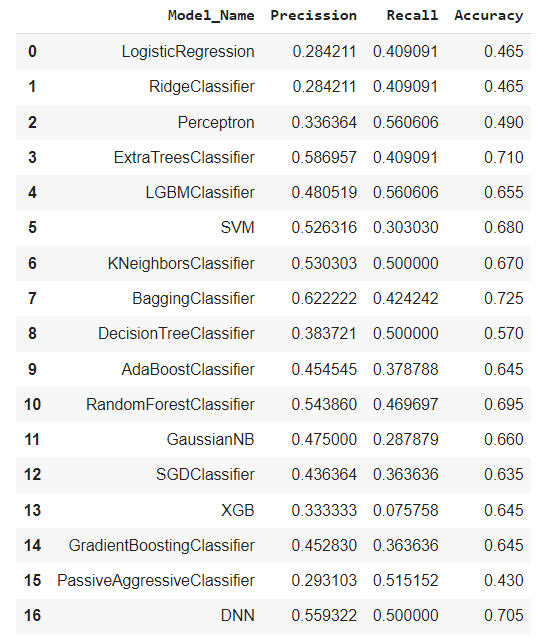 Model_Name Precission Recall Accuracy
0 LogisticRegression 0.284211 0.409091 0.465
1 RidgeClassifier 0.284211 0.409091 0.465
2 Perceptron 0.336364 0.560606 0.490
3 ExtraTreesClassifier 0.586957 0.409091 0.710
4 LGBMClassifier 0.480519 0.560606 0.655
5 SVM 0.526316 0.303030 0.680
6 KNeighborsClassifier 0.530303 0.500000 0.670
7 BaggingClassifier 0.622222 0.424242 0.725
8 DecisionTreeClassifier 0.383721 0.500000 0.570
9 AdaBoostClassifier 0.454545 0.378788 0.645
10 RandomForestClassifier 0.543860 0.469697 0.695
11 GaussianNB 0.475000 0.287879 0.660
12 SGDClassifier 0.436364 0.363636 0.635
13 XGB 0.333333 0.075758 0.645
14 GradientBoostingClassifier 0.452830 0.363636 0.645
15 PassiveAggressiveClassifier 0.293103 0.515152 0.430
16 DNN 0.559322 0.500000 0.705